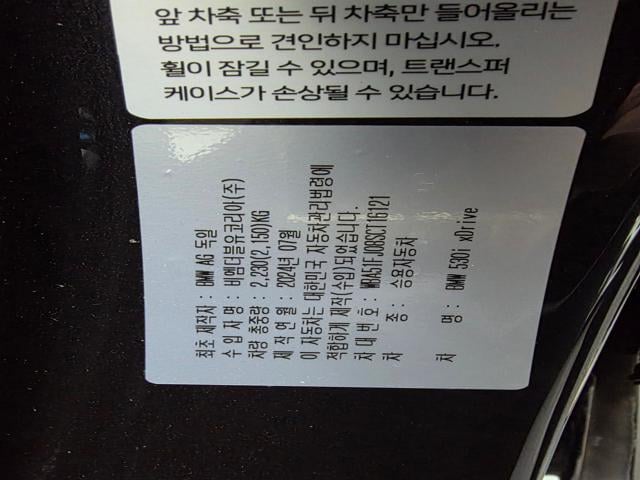 앞 차축 또는 뒤 차축만 들어올리는
방법으로 견인하지 마십시오.
휠이 잠길 수 있으며, 트랜스퍼
케이스가 손상될 수 있습니다.
최초 제작자 : BMW AG 독일
수 입 자 명 : 비엠더블유코리아(주)
차량 총중량 : 2,230(2,150)KG
제 작 연 월 : 2024년 07월
이 자동차는 대한민국 자동차관리법령에
적합하게 제작(수입)되었습니다.
차 대 번 호 : WBA51FJ08SCT16121
차 종 : 승용자동차
차 명 : BMW 530i xDrive